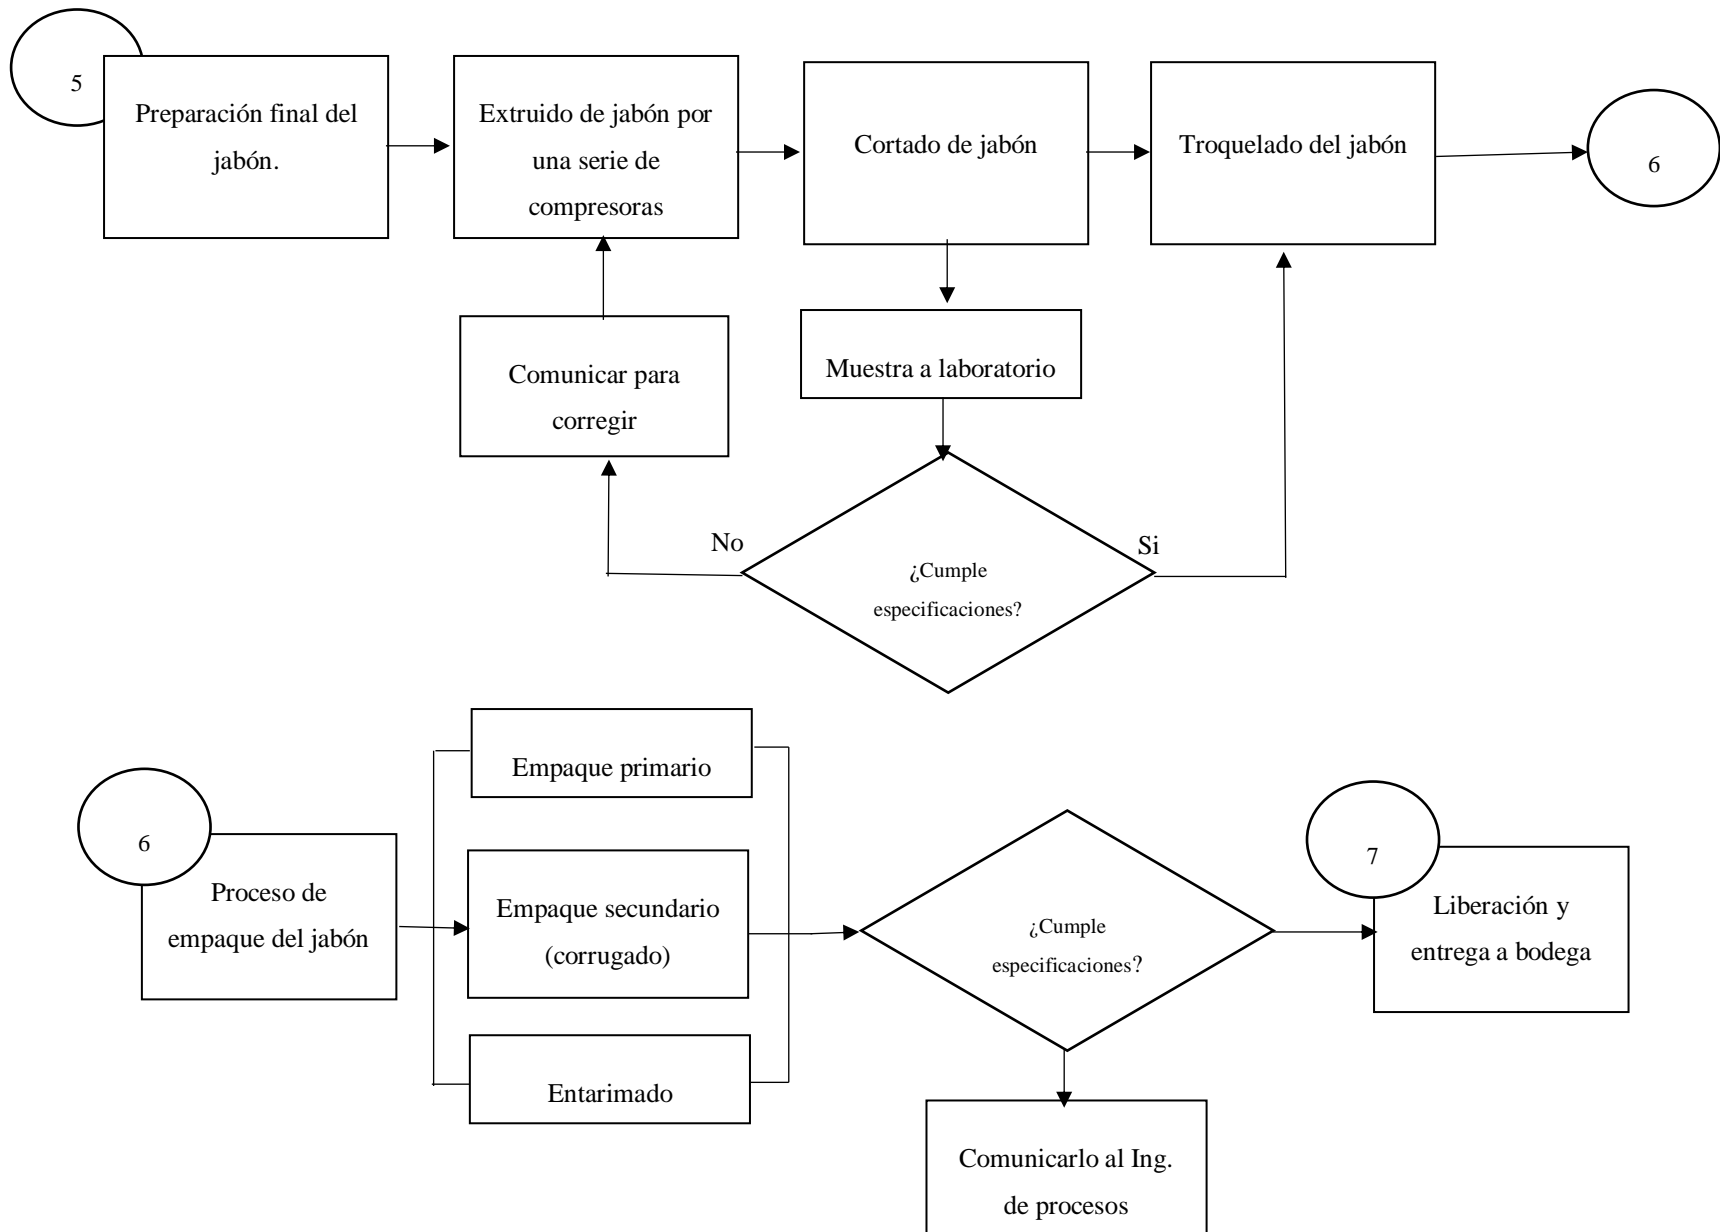 5
Preparación final del
jabón.
Extruido de jabón por
una serie de
compresoras
Cortado de jabón
Troquelado del jabón
6
Comunicar para
corregir
Muestra a laboratorio
No
¿Cumple
especificaciones?
Si
6
Proceso de
empaque del jabón
Empaque primario
Empaque secundario
(corrugado)
Entarimado
¿Cumple
especificaciones?
7
Liberación y
entrega a bodega
Comunicarlo al Ing.
de procesos